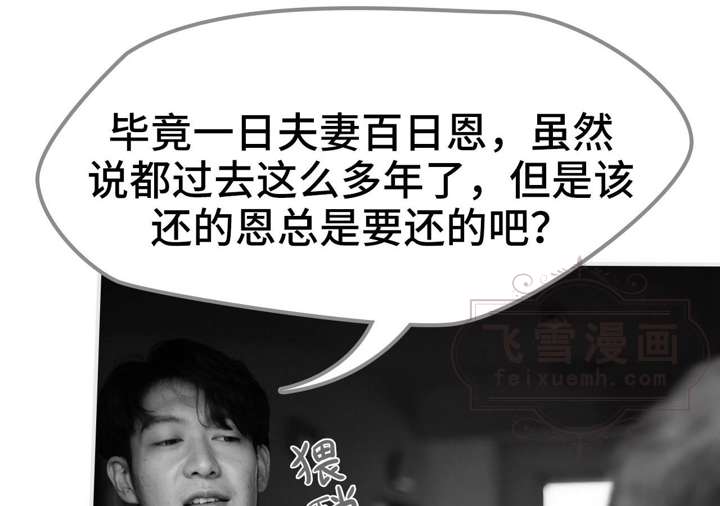 毕竟一日夫妻百日恩，虽然
说都过去这么多年了，但是该
还的恩总是要还的吧？
飞雪漫画
feixuemh.com
猥